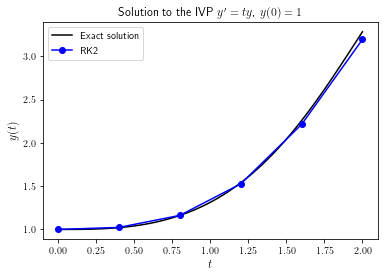 Solution to the IVP y′ = ty, y(0) = 1
Exact solution
RK2
y(t)
3.0
2.5
2.0
1.5
1.0
0.00 0.25 0.50 0.75 1.00 1.25 1.50 1.75 2.00
t